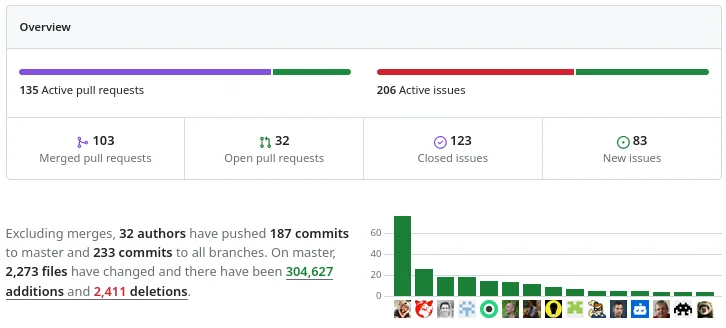 Overview
135 Active pull requests
206 Active issues
103
Merged pull requests
32
Open pull requests
123
Closed issues
83
New issues
Excluding merges, 32 authors have pushed 187 commits
to master and 233 commits to all branches. On master,
2,273 files have changed and there have been 304,627
additions and 2,411 deletions.
60
40
20
0